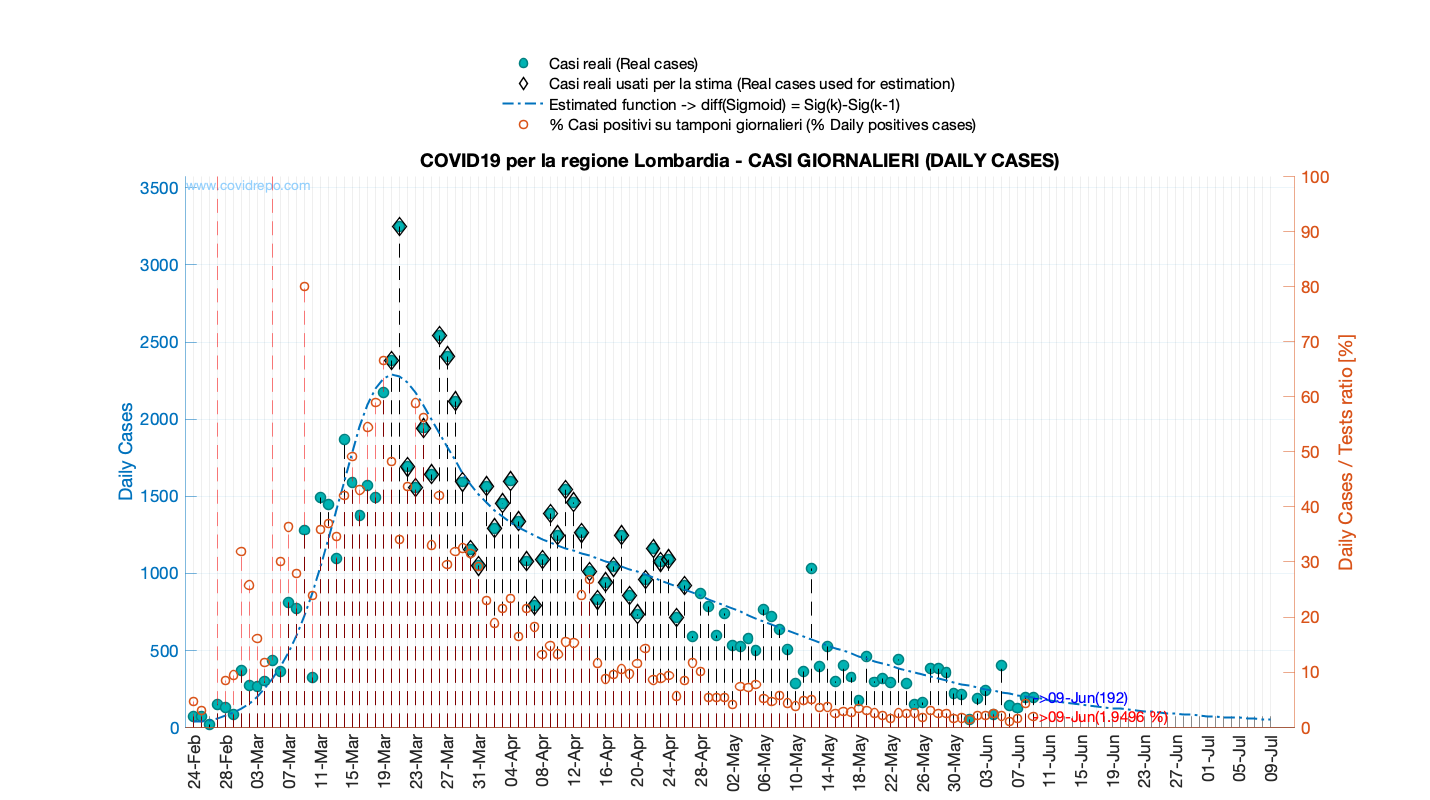 Casi reali (Real cases)
Casi reali usati per la stima (Real cases used for estimation)
Estimated function -> diff(Sigmoid) = Sig(k)-Sig(k-1)
% Casi positivi su tamponi giornalieri (% Daily positives cases)
COVID19 per la regione Lombardia - CASI GIORNALIERI (DAILY CASES)
www.covidrepo.com
Daily Cases
3500
3000
2500
2000
1500
1000
500
0
100
90
80
70
60
50
40
30
20
10
0
Daily Cases / Tests ratio [%]
->09-Jun(192)
->09-Jun(1.9496 %)
24-Feb
28-Feb
03-Mar
07-Mar
11-Mar
15-Mar
19-Mar
23-Mar
27-Mar
31-Mar
04-Apr
08-Apr
12-Apr
16-Apr
20-Apr
24-Apr
28-Apr
02-May
06-May
10-May
14-May
18-May
22-May
26-May
30-May
03-Jun
07-Jun
11-Jun
15-Jun
19-Jun
23-Jun
27-Jun
01-Jul
05-Jul
09-Jul